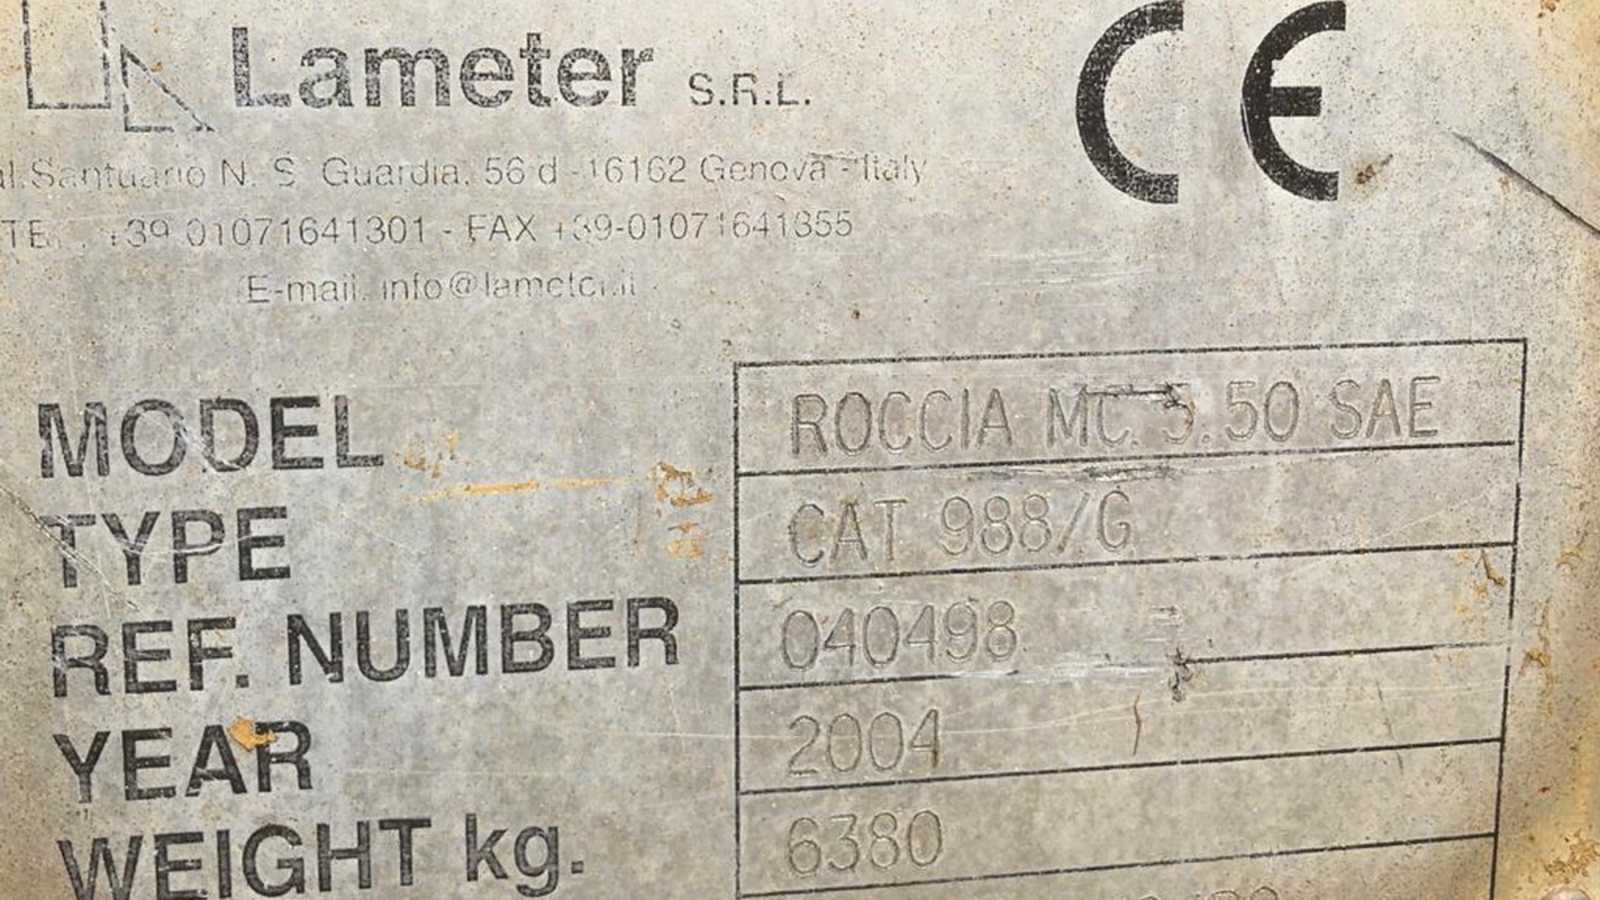 Lameter S.R.L. CE
Santuario N. S. Guardia, 56 d - 16162 Genova - Italy
+39 01071641301 - FAX +39-01071641355
E-mail: info@lameter.it
MODEL ROCCIA MC. 5.50 SAE
TYPE CAT 988/G
REF. NUMBER 040498
YEAR 2004
WEIGHT kg. 6380